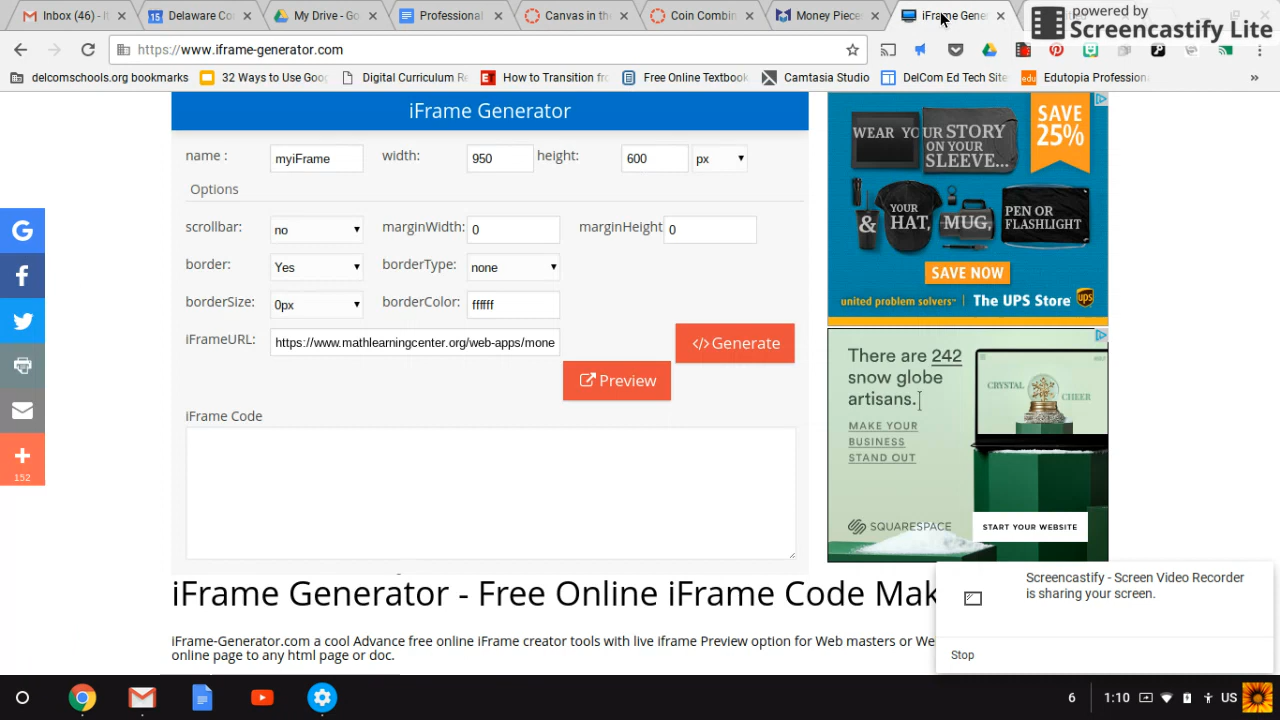 powered by
Screencastify Lite
Inbox (46) - l
Delaware Co
My Drive -
Professional
Canvas in th
Coin Combin
Money Piece
iFrame Gene
https://www.iframe-generator.com
delcomschools.org bookmarks
32 Ways to Use Goo
Digital Curriculum Re
How to Transition fro
Free Online Textbook
Camtasia Studio
DelCom Ed Tech Site
Edutopia Profession
»
iFrame Generator
name :
myiFrame
width:
950
height:
600
px
Options
scrollbar:
no
marginWidth:
0
marginHeight
0
border:
Yes
borderType:
none
borderSize:
0px
borderColor:
ffffff
iFrameURL:
https://www.mathlearningcenter.org/web-apps/mone
</> Generate
Preview
iFrame Code
152
iFrame Generator - Free Online iFrame Code Mak
iFrame-Generator.com a cool Advance free online iFrame creator tools with live iframe Preview option for Web masters or We
online page to any html page or doc.
SAVE
25%
WEAR YOUR STORY
ON YOUR
SLEEVE...
& YOUR
HAT,
MUG,
PEN OR
FLASHLIGHT
SAVE NOW
united problem solvers™
The UPS Store
ups
There are 242
snow globe
artisans.
MAKE YOUR
BUSINESS
STAND OUT
CRYSTAL CHEER
SQUARESPACE
START YOUR WEBSITE
Screencastify - Screen Video Recorder
is sharing your screen.
Stop
6
1:10
US